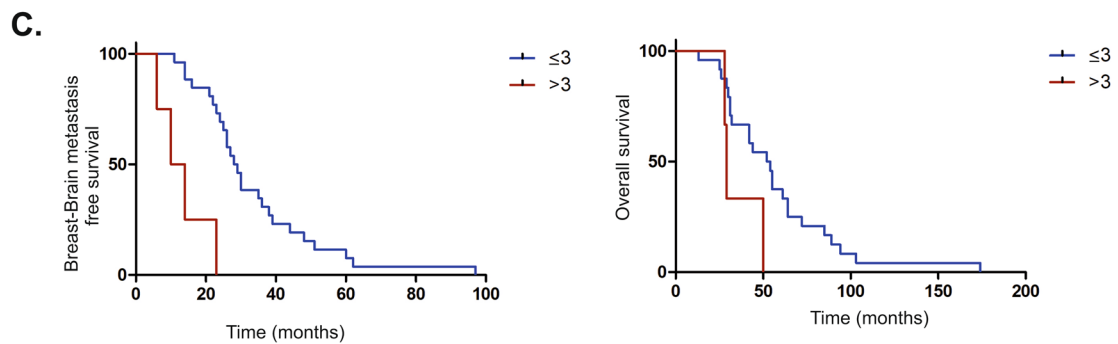 C.
Breast-Brain metastasis
free survival
100
50
0
0 20 40 60 80 100
Time (months)
≤3
>3
Overall survival
100
50
0
0 50 100 150 200
Time (months)
≤3
>3